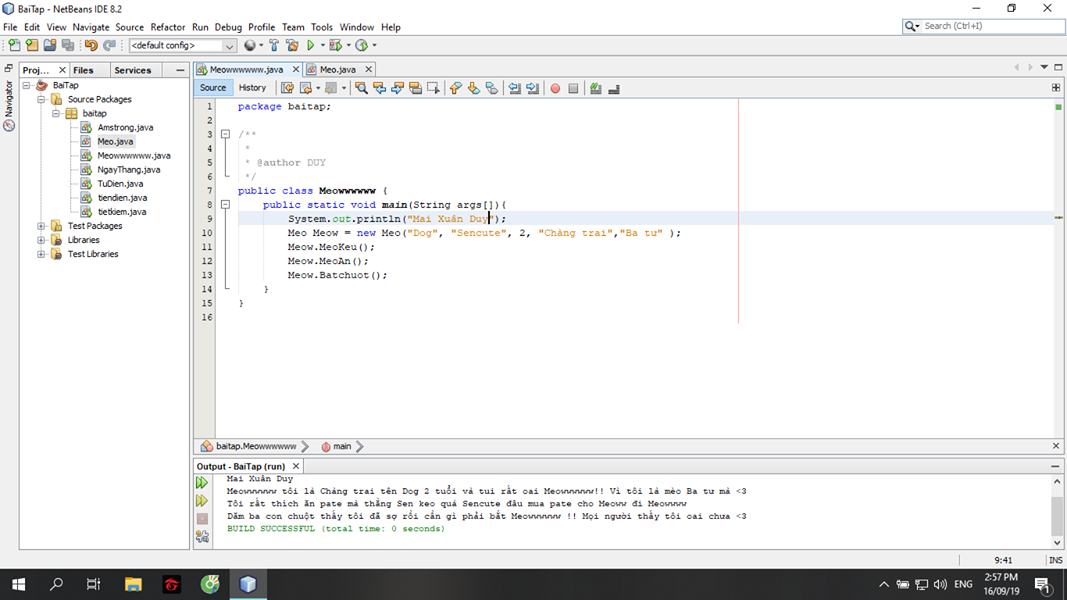 BaiTap - NetBeans IDE 8.2
File Edit View Navigate Source Refactor Run Debug Profile Team Tools Window Help
Search (Ctrl+I)
<default config>
Proj... Files Services
Navigator
BaiTap
Source Packages
baitap
Amstrong.java
Meo.java
Meowwwwww.java
NgayThang.java
TuDien.java
tiendien.java
tietkiem.java
Test Packages
Libraries
Test Libraries
Meowwwwww.java Meo.java
Source History
1 package baitap;
2
3 /**
4 *
5 * @author DUY
6 */
7 public class Meowwwwww {
8 public static void main(String args[]){
9 System.out.println("Mai Xuân Duy");
10 Meo Meow = new Meo("Dog", "Sencute", 2, "Chàng trai","Ba tư" );
11 Meow.MeoKeu();
12 Meow.MeoAn();
13 Meow.Batchuot();
14 }
15 }
16
baitap.Meowwwwww main
Output - BaiTap (run)
Mai Xuân Duy
Meowwwwww tôi là Chàng trai tên Dog 2 tuổi và tui rất oai Meowwwwww!! Vì tôi là mèo Ba tư mà <3
Tôi rất thích ăn pate mà thằng Sen keo quá Sencute đâu mua pate cho Meoww đi Meowwww
Dăm ba con chuột thấy tôi đã sợ rồi cần gì phải bắt Meowwwwww !! Mọi người thấy tôi oai chưa <3
BUILD SUCCESSFUL (total time: 0 seconds)
9:41 INS
ENG
2:57 PM
16/09/19
1